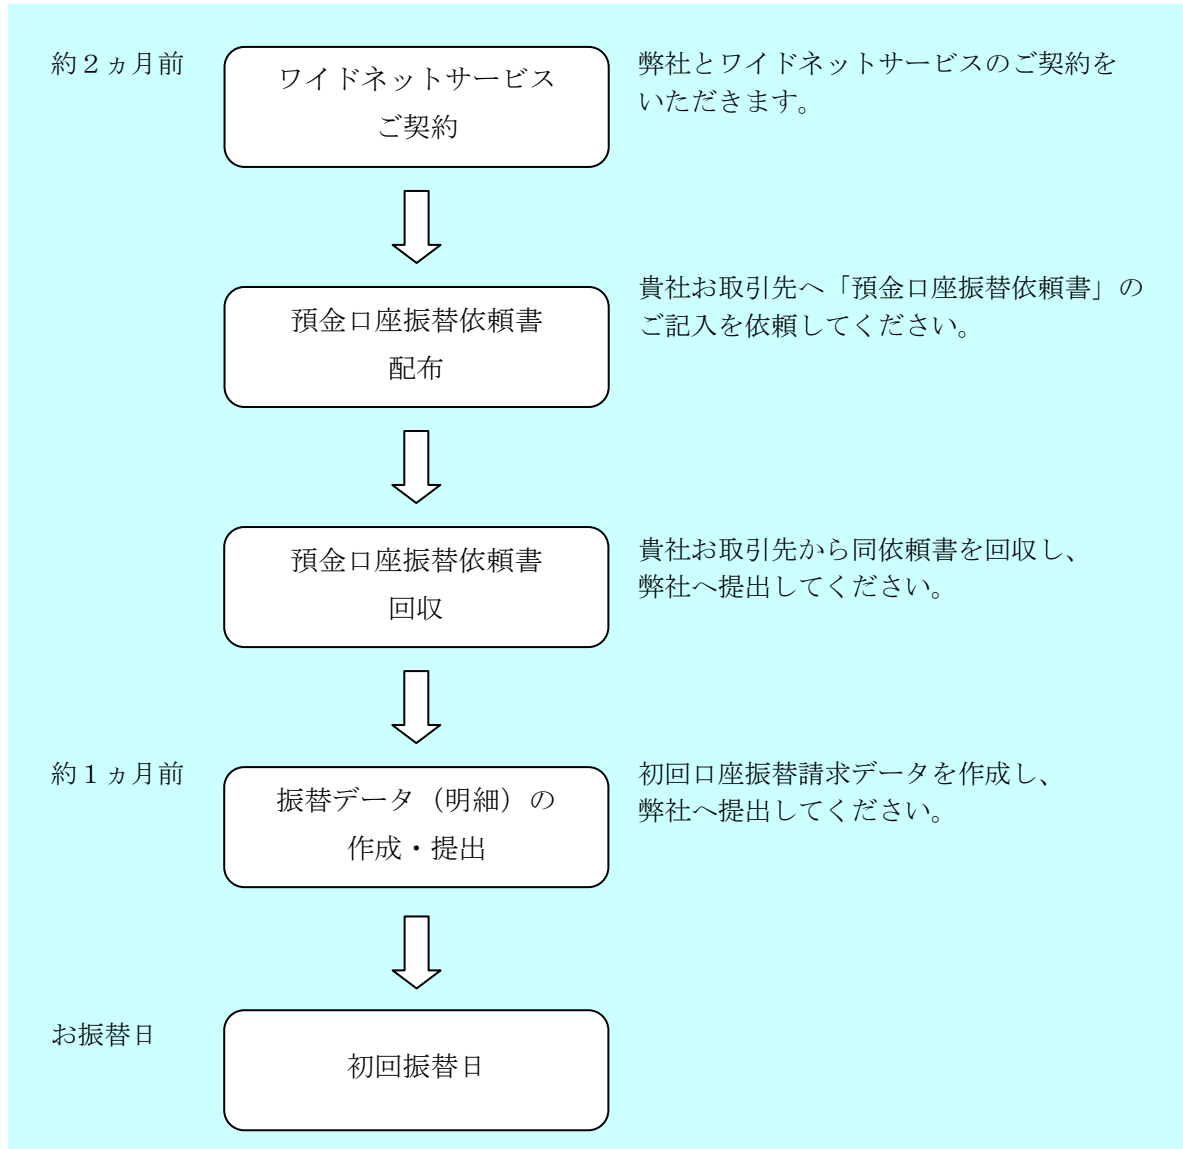 約２ヵ月前
ワイドネットサービス
ご契約
弊社とワイドネットサービスのご契約を
いただきます。
預金口座振替依頼書
配布
貴社お取引先へ「預金口座振替依頼書」の
ご記入を依頼してください。
預金口座振替依頼書
回収
貴社お取引先から同依頼書を回収し、
弊社へ提出してください。
約１ヵ月前
振替データ（明細）の
作成・提出
初回口座振替請求データを作成し、
弊社へ提出してください。
お振替日
初回振替日